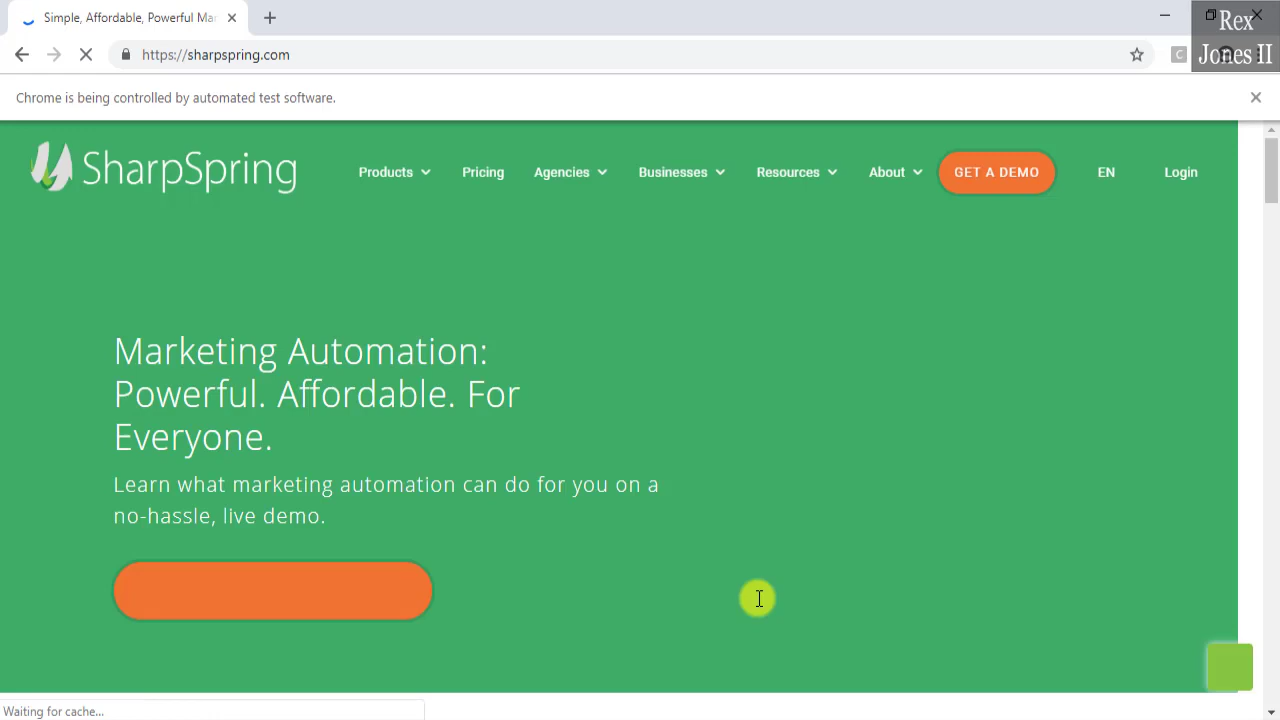 Simple, Affordable, Powerful Mar
Rex
Jones II
https://sharpspring.com
C
Chrome is being controlled by automated test software.
SharpSpring
Products
Pricing
Agencies
Businesses
Resources
About
GET A DEMO
EN
Login
Marketing Automation:
Powerful. Affordable. For
Everyone.
Learn what marketing automation can do for you on a
no-hassle, live demo.
Waiting for cache...